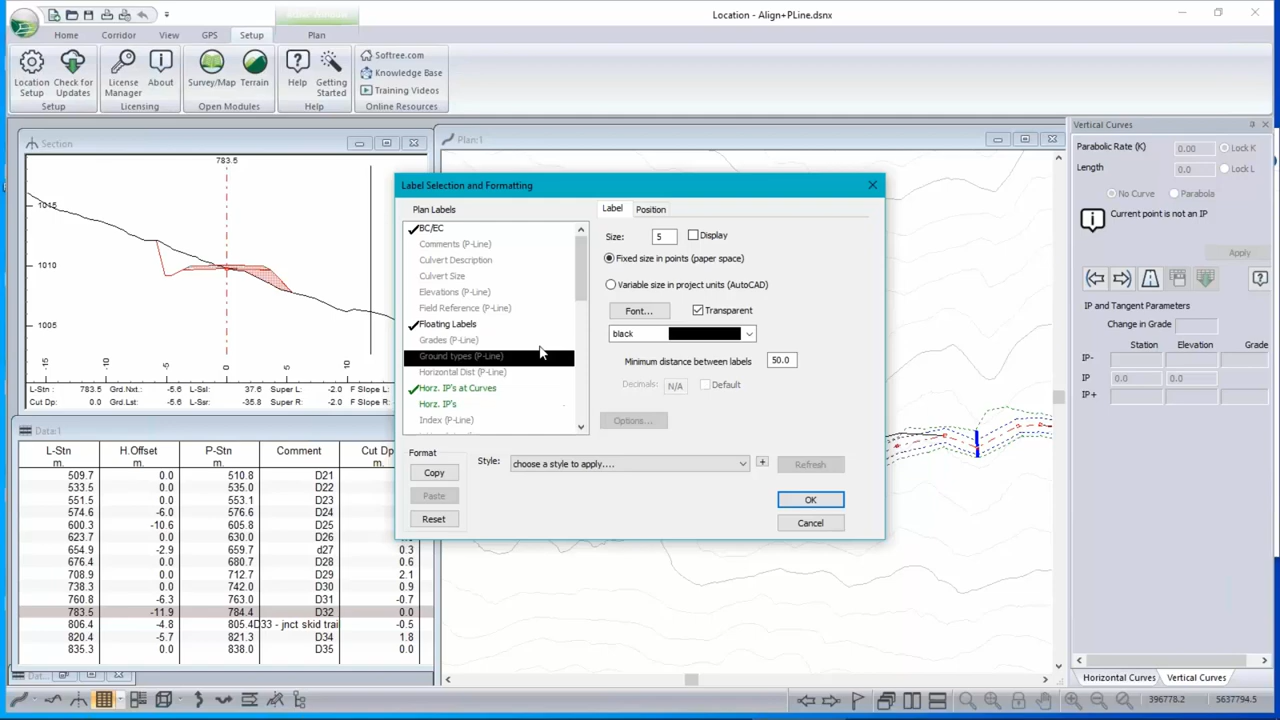 Location - Align+PLine.dsnx
Home Corridor View GPS Setup Plan
Location Setup Check for Updates License Manager About Survey/Map Terrain Help Getting Started
Softree.com
Knowledge Base
Training Videos
Setup Licensing Open Modules Help Online Resources
Section
783.5
1015
1010
1005
-15 -10 -5 0 5 10
L-Stn: 783.5 Grd.Nxt: -5.6 L-Ssl: -5.6 Super L: -2.0 F Slope L:
Cut Dp: 0.0 Grd.Lst: -5.6 L-Ssr: -35.8 Super R: -2.0 F Slope R:
Data:1
L-Stn H.Offset P-Stn Comment Cut Dp
m. m. m. m.
509.7 0.0 510.8 D21
533.5 0.0 535.0 D22
551.5 0.0 553.1 D23
574.6 -6.0 576.6 D24
600.3 -10.6 605.8 D25
623.7 0.0 630.0 D26
654.9 -2.9 659.7 d27 0.3
676.4 0.0 680.7 D28 0.6
708.9 0.0 712.7 D29 2.1
738.3 0.0 742.0 D30 0.9
760.8 -6.3 763.0 D31 -0.7
783.5 -11.9 784.4 D32 0.0
806.4 -4.8 805.4 D33 - jnct skid trai -0.5
820.4 -5.7 821.3 D34 1.8
835.3 0.0 838.0 D35 0.0
Dat...
Plan:1
Label Selection and Formatting
Plan Labels
BC/EC
Comments (P-Line)
Culvert Description
Culvert Size
Elevations (P-Line)
Field Reference (P-Line)
Floating Labels
Grades (P-Line)
Ground types (P-Line)
Horizontal Dist (P-Line)
Horz. IP's at Curves
Horz. IP's
Index (P-Line)
Label Position
Size: 5 Display
Fixed size in points (paper space)
Variable size in project units (AutoCAD)
Font... Transparent
black
Minimum distance between labels 50.0
Decimals: N/A Default
Options...
Format
Copy
Paste
Reset
Style: choose a style to apply.... + Refresh
OK
Cancel
Vertical Curves
Parabolic Rate (K) 0.00 Lock K
Length 0.0 Lock L
No Curve Parabola
Current point is not an IP
Apply
IP and Tangent Parameters
Change in Grade
Station Elevation Grade
IP-
IP 0.0 0.0
IP+
Horizontal Curves Vertical Curves
396778.2 5637794.5